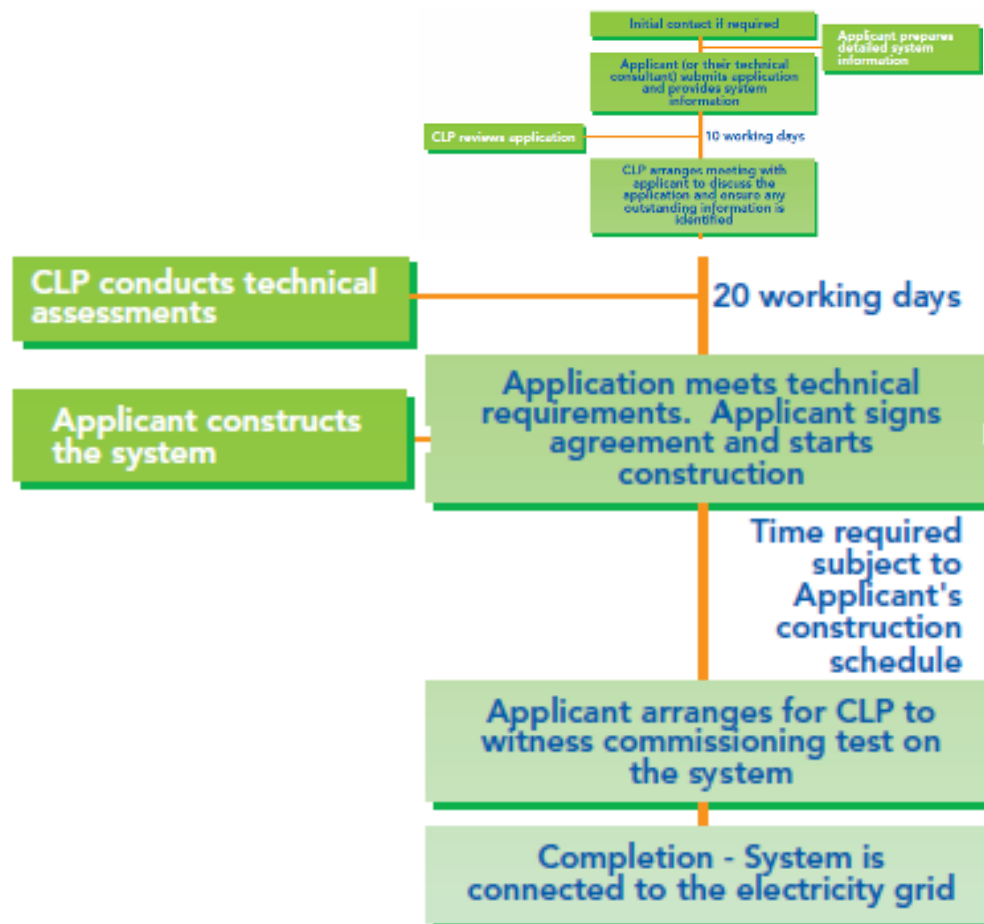 Initial contact if required
Applicant prepares
detailed system
information
Applicant (or their technical
consultant) submits application
and provides system
information
CLP reviews application
10 working days
CLP arranges meeting with
applicant to discuss the
application and ensure any
outstanding information is
identified
CLP conducts technical
assessments
20 working days
Application meets technical
requirements. Applicant signs
agreement and starts
construction
Applicant constructs
the system
Time required
subject to
Applicant's
construction
schedule
Applicant arranges for CLP to
witness commissioning test on
the system
Completion - System is
connected to the electricity grid